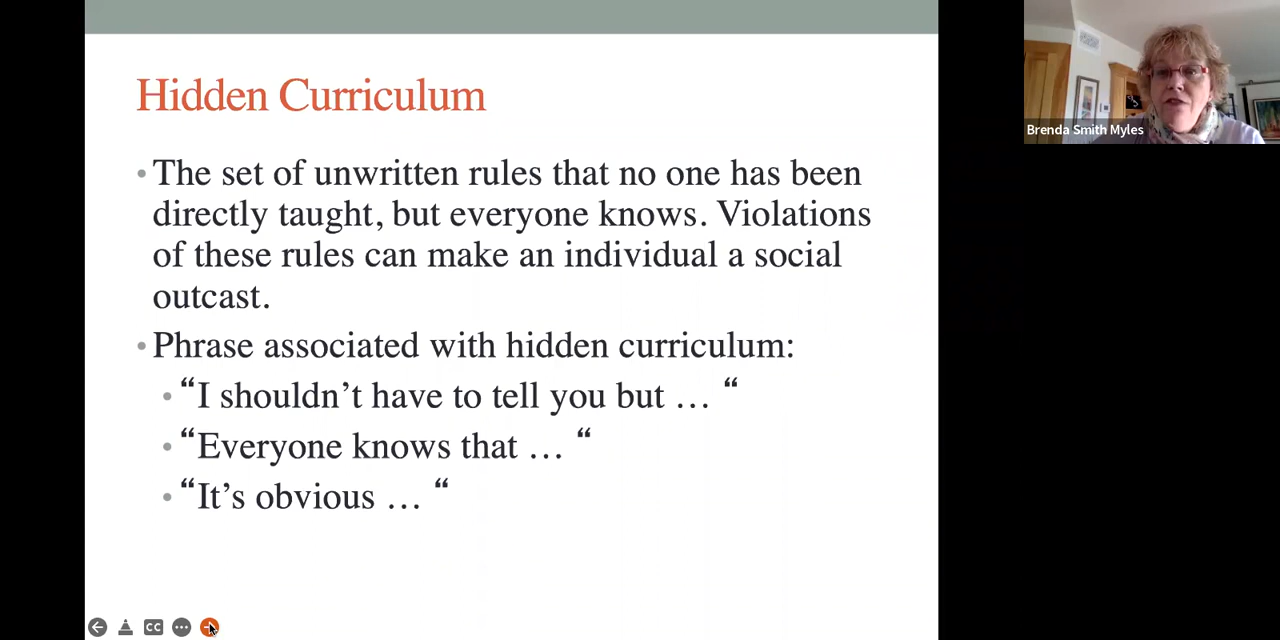 Hidden Curriculum
• The set of unwritten rules that no one has been
directly taught, but everyone knows. Violations
of these rules can make an individual a social
outcast.
• Phrase associated with hidden curriculum:
• “I shouldn’t have to tell you but … “
• “Everyone knows that … “
• “It’s obvious … “
Brenda Smith Myles
CC